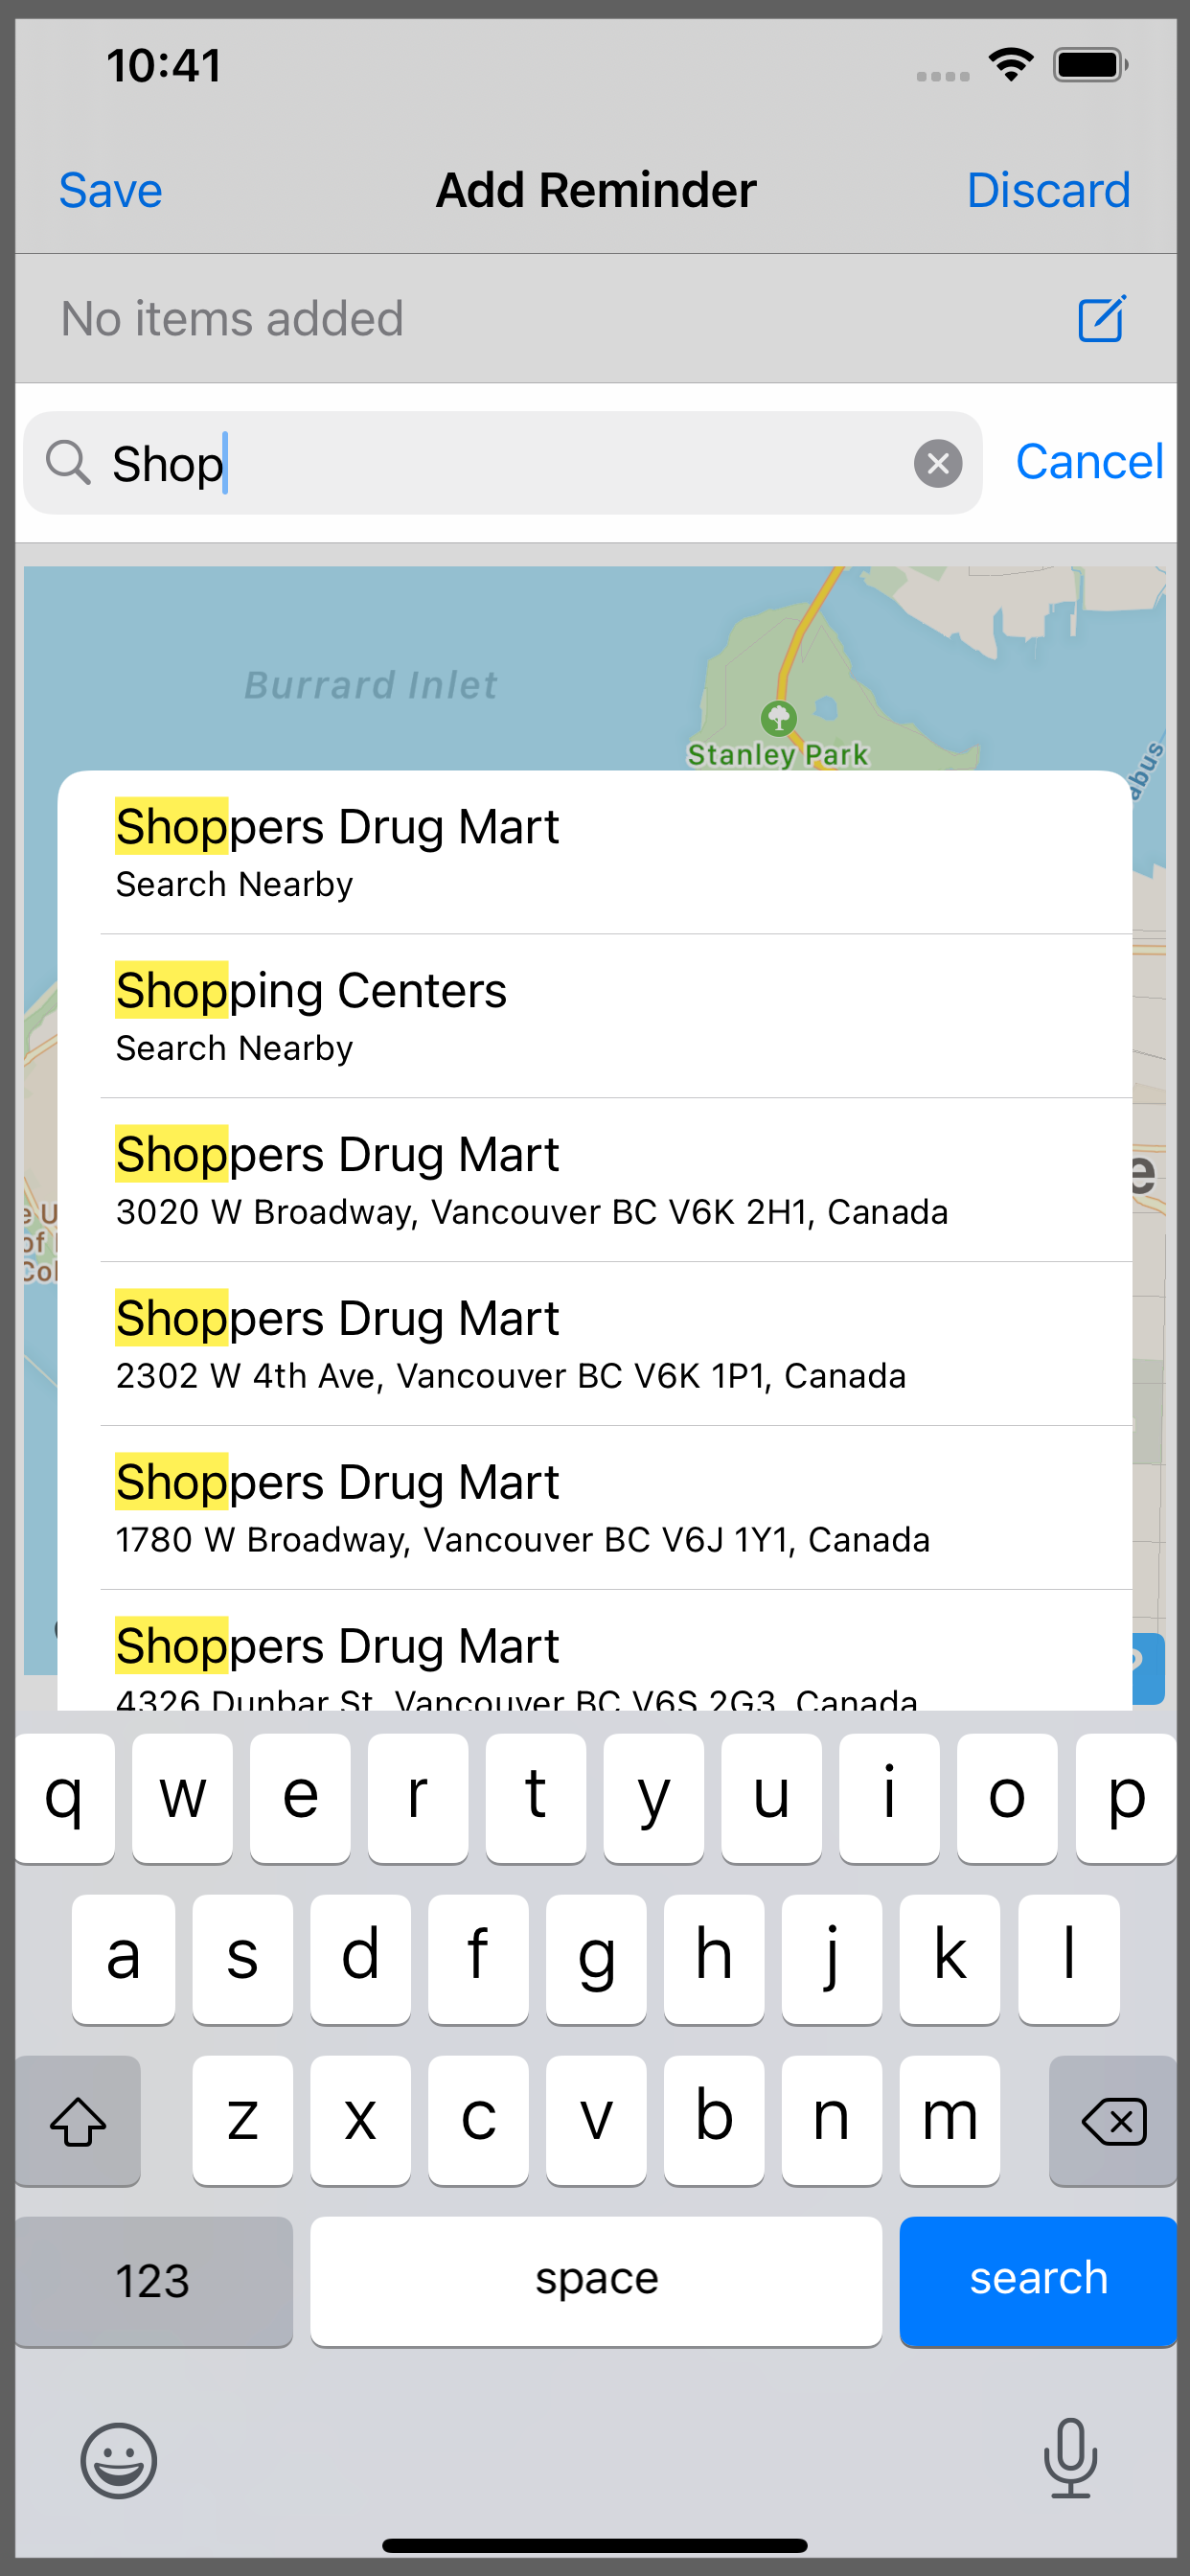 10:41
Save Add Reminder Discard
No items added
Shop Cancel
Burrard Inlet
Stanley Park
Shoppers Drug Mart
Search Nearby
Shopping Centers
Search Nearby
Shoppers Drug Mart
3020 W Broadway, Vancouver BC V6K 2H1, Canada
Shoppers Drug Mart
2302 W 4th Ave, Vancouver BC V6K 1P1, Canada
Shoppers Drug Mart
1780 W Broadway, Vancouver BC V6J 1Y1, Canada
Shoppers Drug Mart
4326 Dunbar St, Vancouver BC V6S 2G3, Canada
q w e r t y u i o p
a s d f g h j k l
z x c v b n m
123 space search